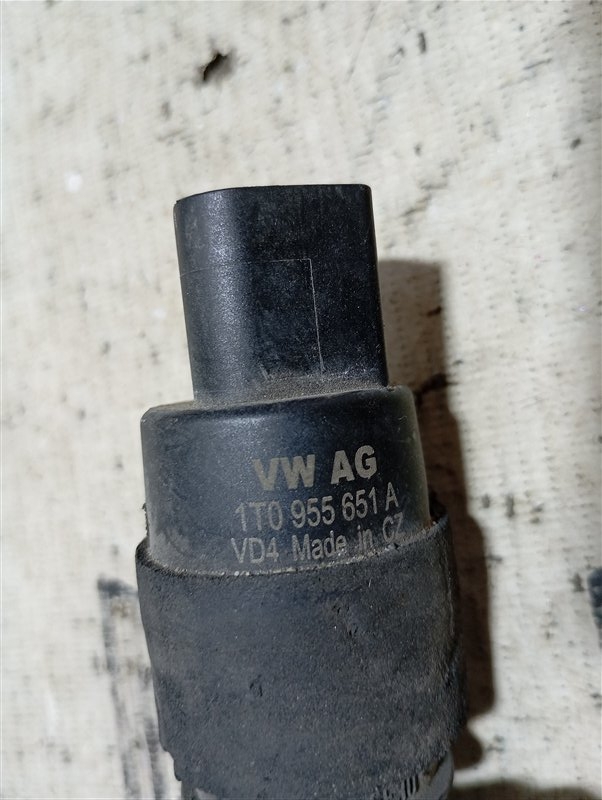 VW AG
1T0 955 651 A
VD4 Made in CZ